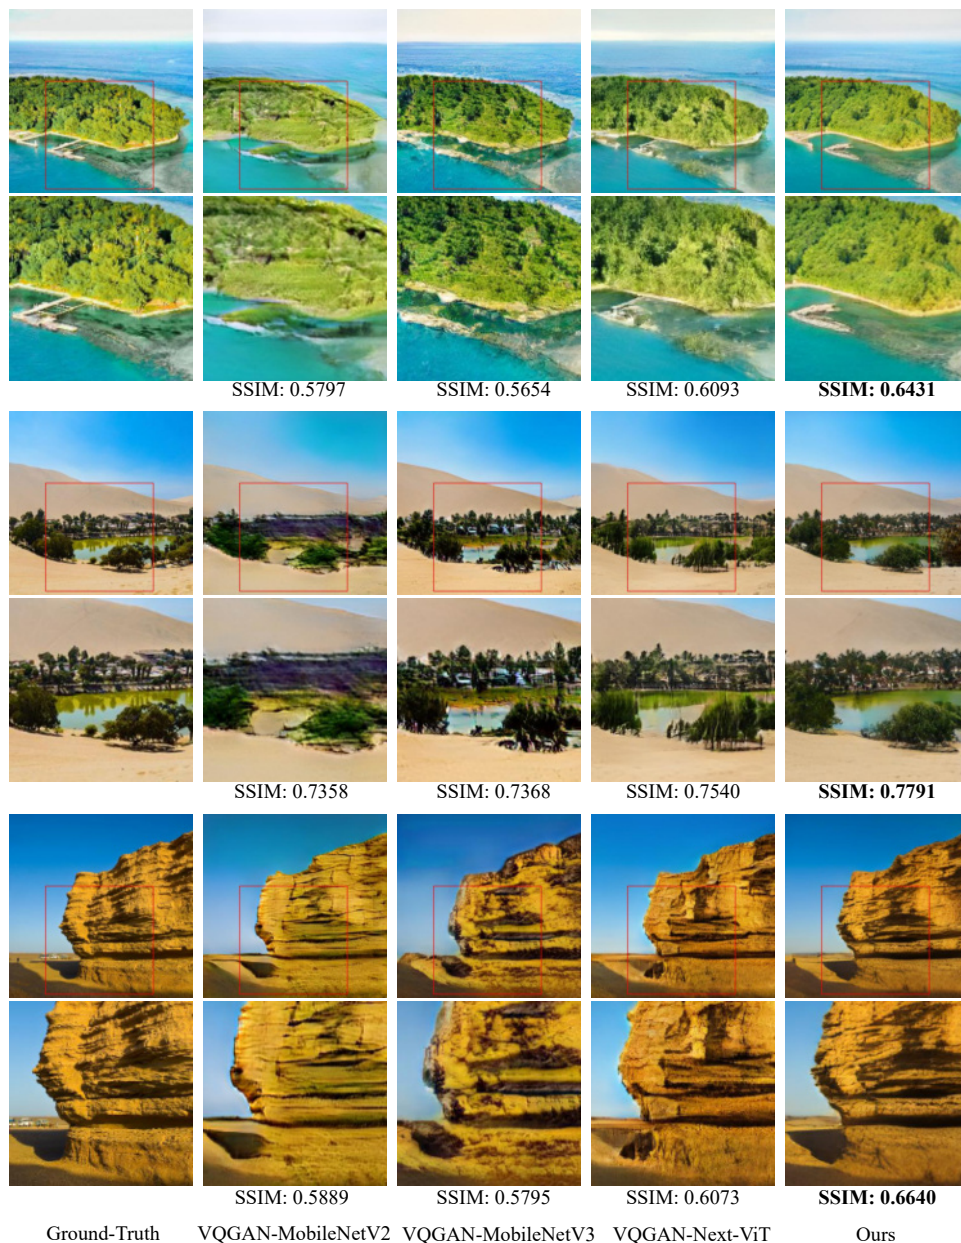 SSIM: 0.5797 SSIM: 0.5654 SSIM: 0.6093 SSIM: 0.6431
SSIM: 0.7358 SSIM: 0.7368 SSIM: 0.7540 SSIM: 0.7791
SSIM: 0.5889 SSIM: 0.5795 SSIM: 0.6073 SSIM: 0.6640
Ground-Truth VQGAN-MobileNetV2 VQGAN-MobileNetV3 VQGAN-Next-ViT Ours